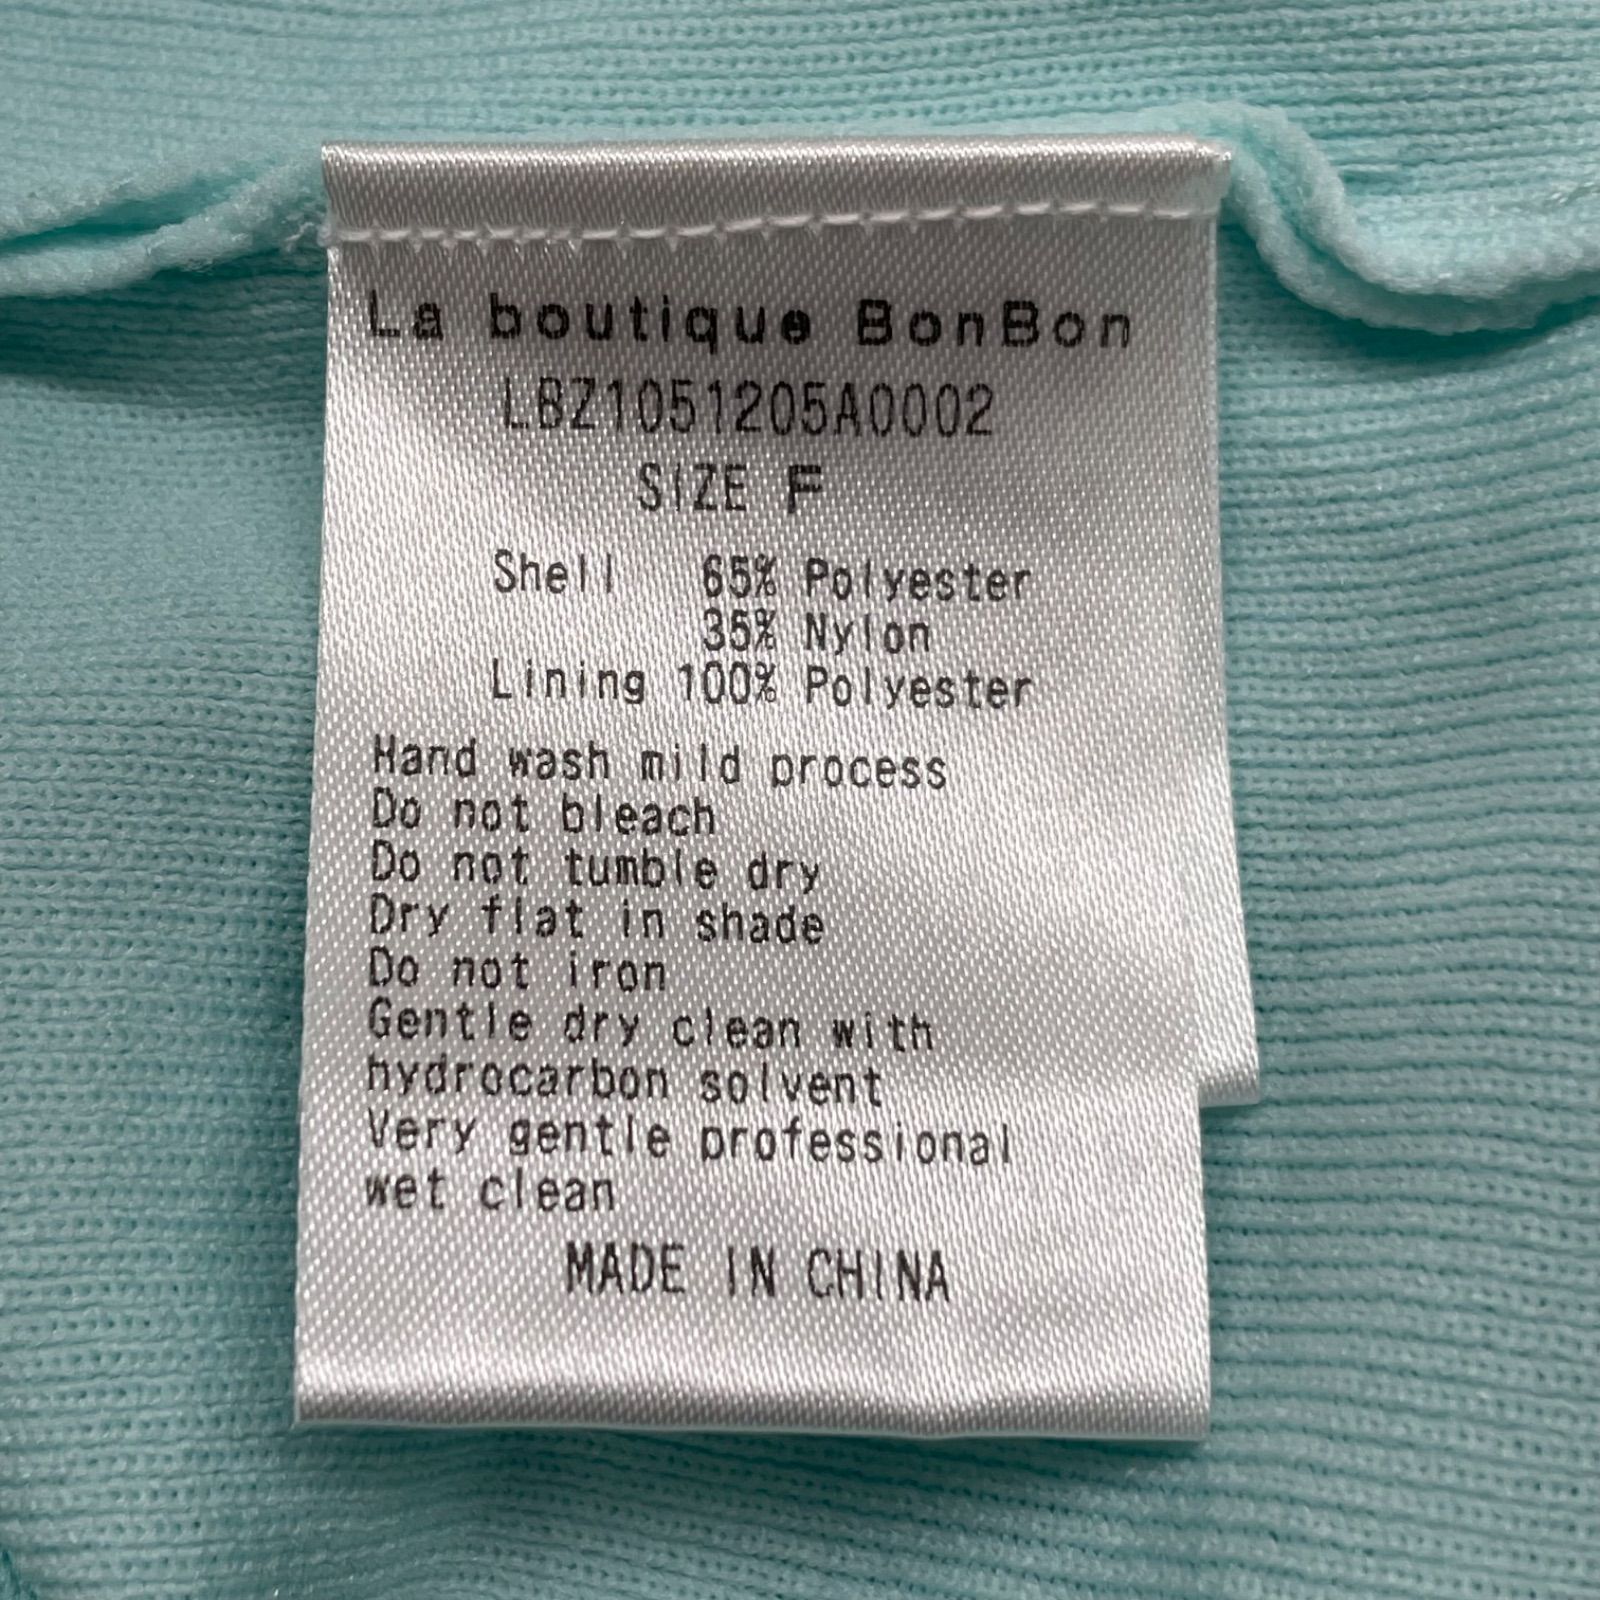 La boutique BonBon
LBZ1051205A0002
SIZE F
Shell 65% Polyester
35% Nylon
Lining 100% Polyester
Hand wash mild process
Do not bleach
Do not tumble dry
Dry flat in shade
Do not iron
Gentle dry clean with
hydrocarbon solvent
Very gentle professional
wet clean
MADE IN CHINA